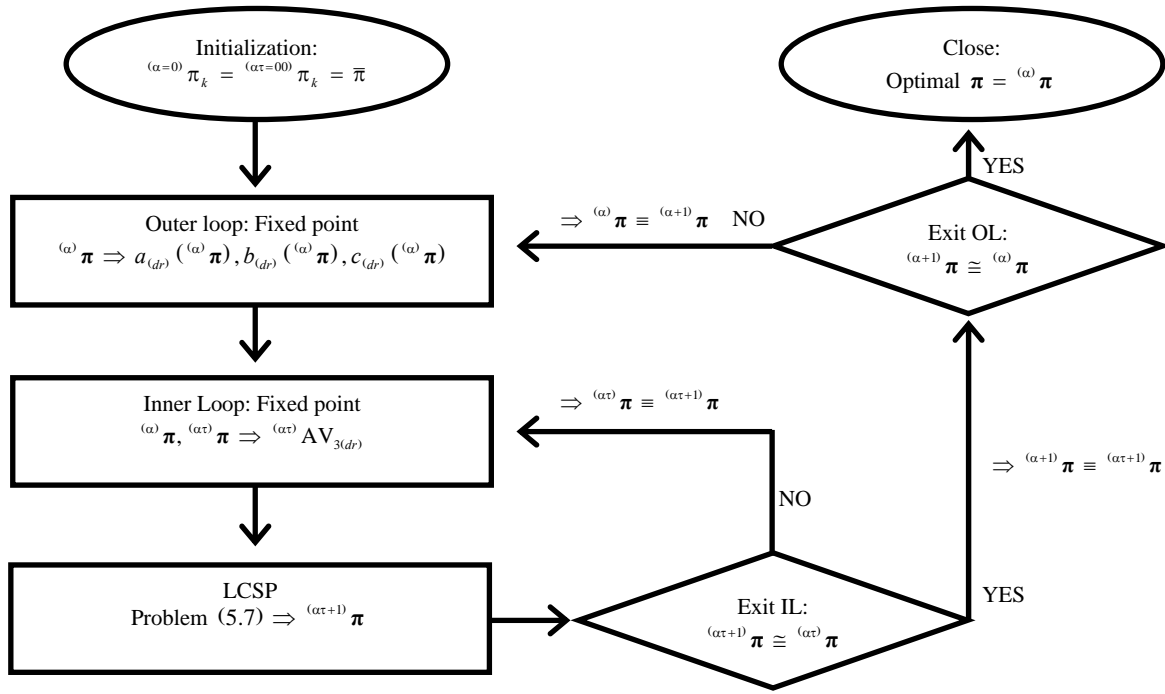 Initialization:
(α=0) π_k = (ατ=00) π_k = π̅
Outer loop: Fixed point
(α) π ⇒ a_(dr) ((α) π), b_(dr) ((α) π), c_(dr) ((α) π)
Inner Loop: Fixed point
(α) π, (ατ) π ⇒ (ατ) AV_3(dr)
LCSP
Problem (5.7) ⇒ (ατ+1) π
Exit IL:
(ατ+1) π ≅ (ατ) π
NO
⇒ (ατ) π ≡ (ατ+1) π
YES
⇒ (α+1) π ≡ (ατ+1) π
Exit OL:
(α+1) π ≅ (α) π
⇒ (α) π ≡ (α+1) π NO
YES
Close:
Optimal π = (α) π